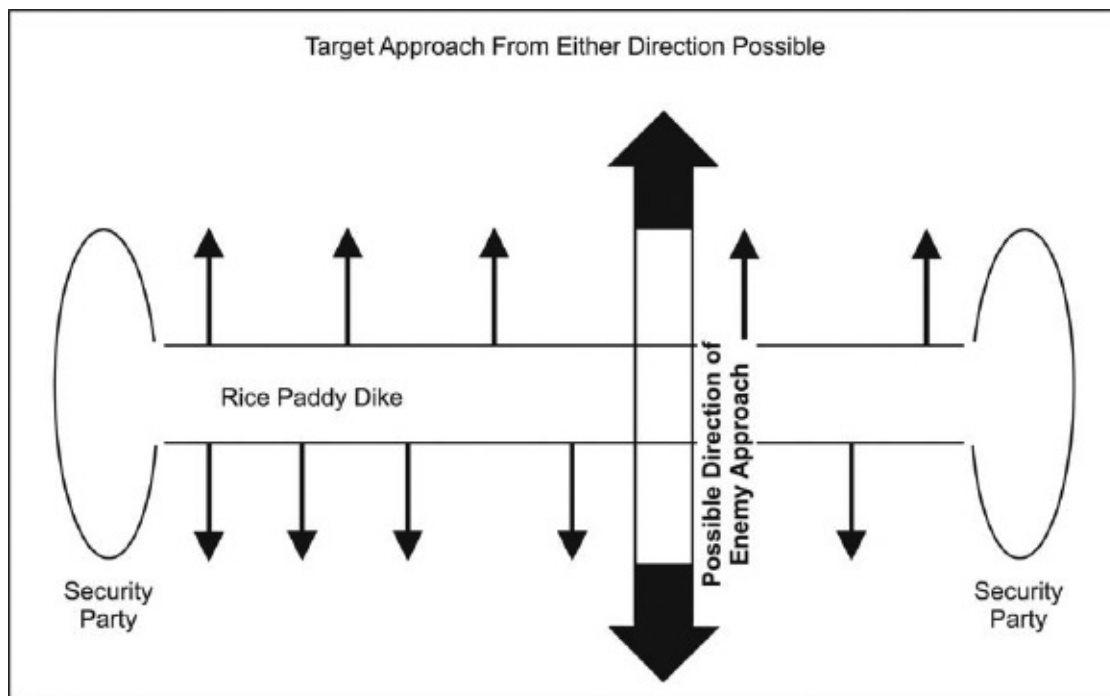 Target Approach From Either Direction Possible
Rice Paddy Dike
Possible Direction of
Enemy Approach
Security
Party
Security
Party